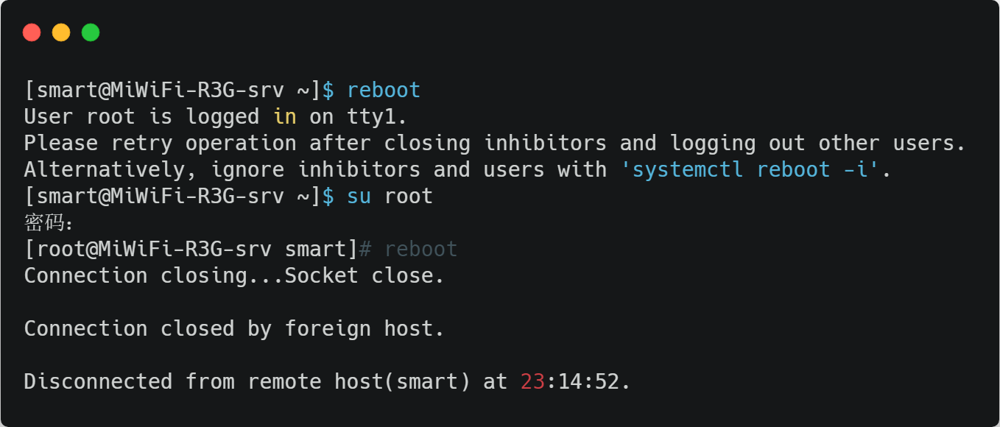 [smart@MiWiFi-R3G-srv ~]$ reboot
User root is logged in on tty1.
Please retry operation after closing inhibitors and logging out other users.
Alternatively, ignore inhibitors and users with 'systemctl reboot -i'.
[smart@MiWiFi-R3G-srv ~]$ su root
密码：
[root@MiWiFi-R3G-srv smart]# reboot
Connection closing...Socket close.
Connection closed by foreign host.
Disconnected from remote host(smart) at 23:14:52.